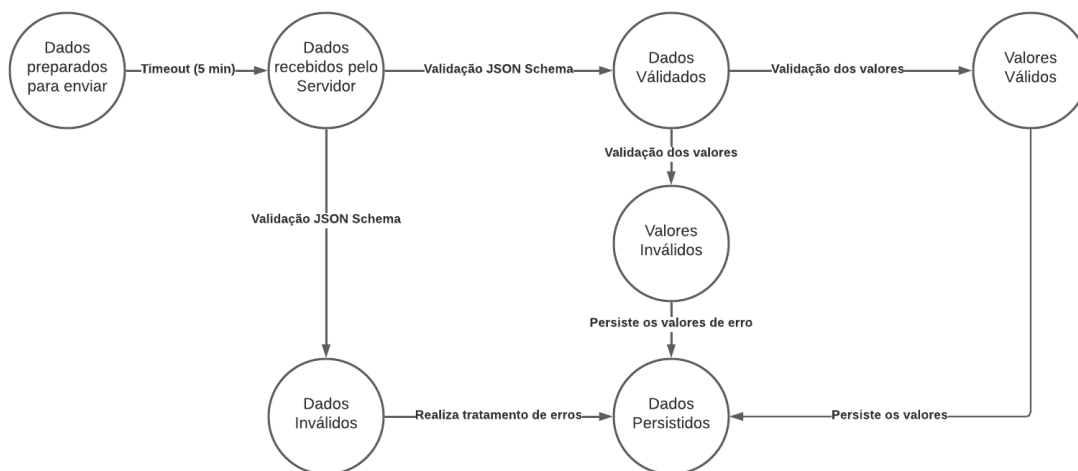 Dados
preparados
para enviar
Timeout (5 min)
Dados
recebidos pelo
Servidor
Validação JSON Schema
Dados
Válidados
Validação dos valores
Valores
Válidos
Validação dos valores
Validação JSON Schema
Valores
Inválidos
Persiste os valores de erro
Dados
Inválidos
Realiza tratamento de erros
Dados
Persistidos
Persiste os valores